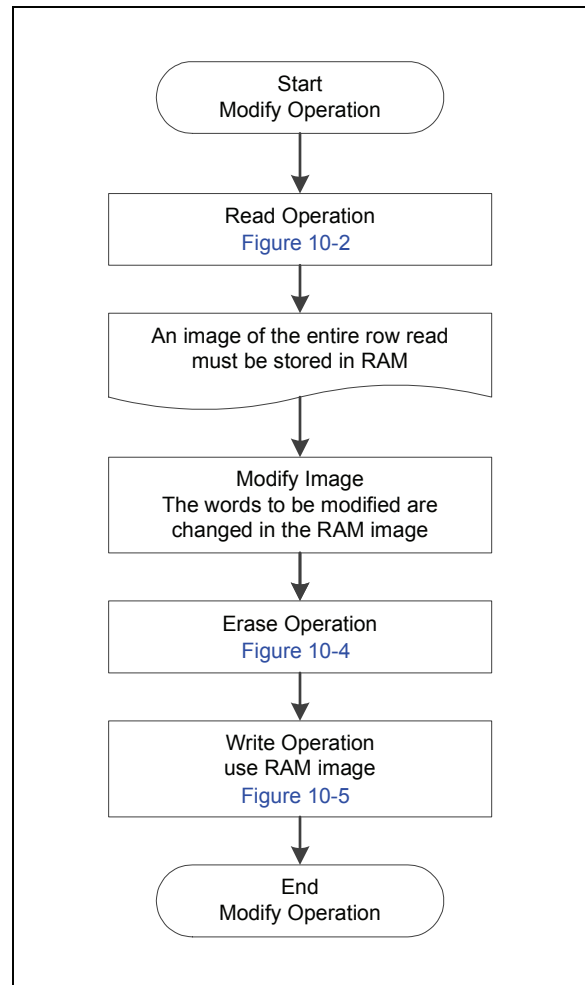 Start
Modify Operation
Read Operation
Figure 10-2
An image of the entire row read
must be stored in RAM
Modify Image
The words to be modified are
changed in the RAM image
Erase Operation
Figure 10-4
Write Operation
use RAM image
Figure 10-5
End
Modify Operation